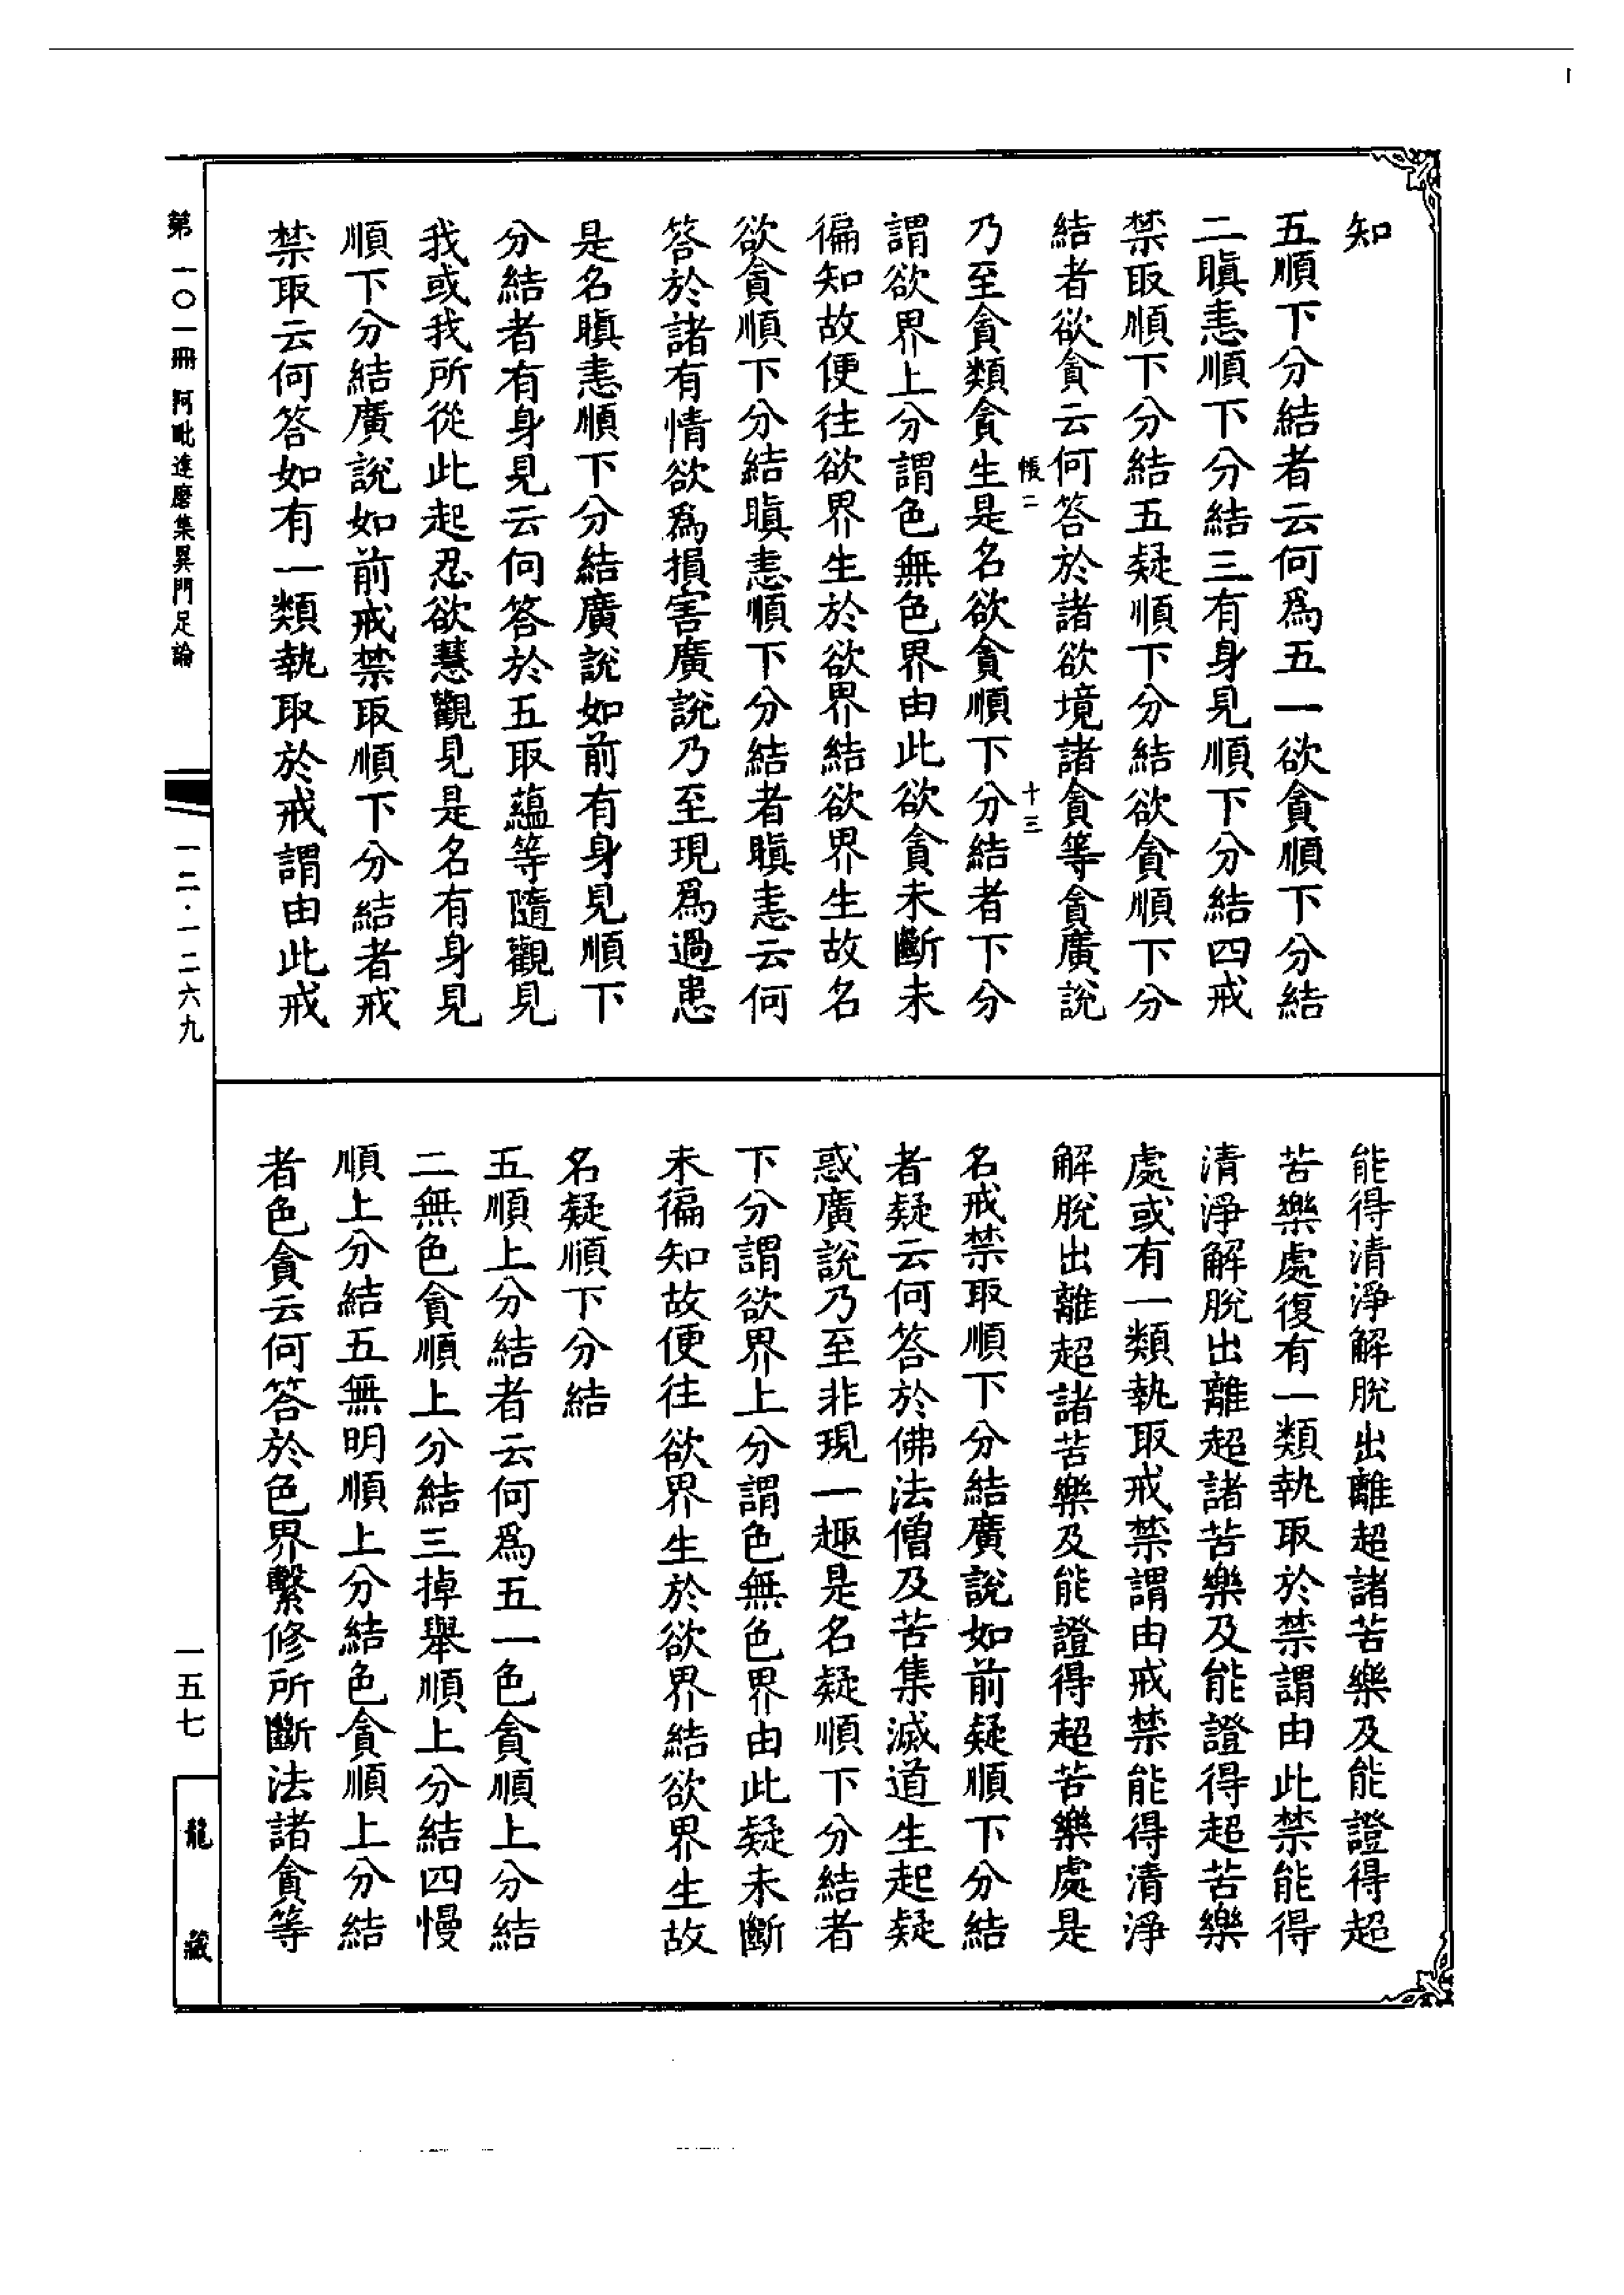 知
五順下分結者云何爲五一欲貪順下分結
二瞋恚順下分結三有身見順下分結四戒
禁取順下分結五疑順下分結欲貪順下分
結者欲貪云何答於諸欲境諸貪等貪廣說
帳二 十三
乃至貪類貪生是名欲貪順下分結者下分
謂欲界上分謂色無色界由此欲貪未斷未
徧知故便往欲界生於欲界結欲界生故名
欲貪順下分結瞋恚順下分結者瞋恚云何
答於諸有情欲爲損害廣說乃至現爲過患
是名瞋恚順下分結廣說如前有身見順下
分結者有身見云何答於五取蘊等隨觀見
我或我所從此起忍欲慧觀見是名有身見
順下分結廣說如前戒禁取順下分結者戒
禁取云何答如有一類執取於戒謂由此戒
能得清淨解脫出離超諸苦樂及能證得超
苦樂處復有一類執取於禁謂由此禁能得
清淨解脫出離超諸苦樂及能證得超苦樂
處或有一類執取戒禁謂由戒禁能得清淨
解脫出離超諸苦樂及能證得超苦樂處是
名戒禁取順下分結廣說如前疑順下分結
者疑云何答於佛法僧及苦集滅道生起疑
惑廣說乃至非現一趣是名疑順下分結者
下分謂欲界上分謂色無色界由此疑未斷
未徧知故便往欲界生於欲界結欲界生故
名疑順下分結
五順上分結者云何爲五一色貪順上分結
二無色貪順上分結三掉舉順上分結四慢
順上分結五無明順上分結色貪順上分結
者色貪云何答於色界繫修所斷法諸貪等
第一〇一冊 阿毗達磨集異門足論
一二·一二六九
一五七
龍藏